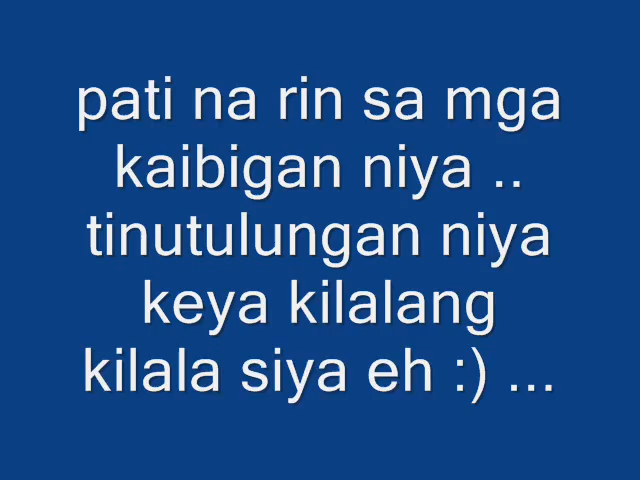 pati na rin sa mga
kaibigan niya ..
tinutulungan niya
keya kilalang
kilala siya eh :) ...